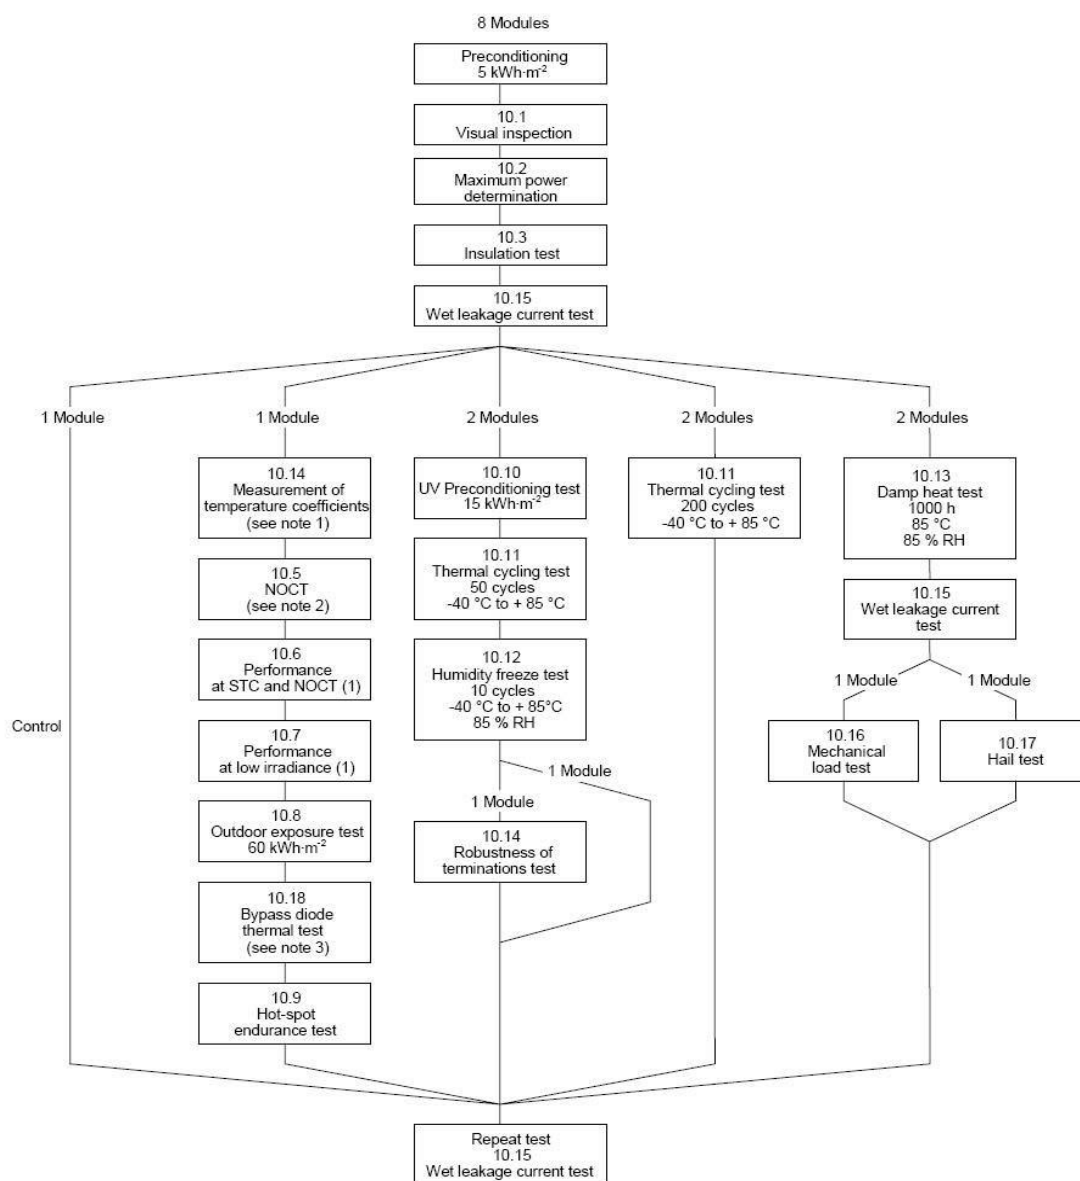 8 Modules
Preconditioning
5 kWh·m⁻²
10.1
Visual inspection
10.2
Maximum power
determination
10.3
Insulation test
10.15
Wet leakage current test
1 Module
1 Module
2 Modules
2 Modules
2 Modules
Control
10.14
Measurement of
temperature coefficients
(see note 1)
10.5
NOCT
(see note 2)
10.6
Performance
at STC and NOCT (1)
10.7
Performance
at low irradiance (1)
10.8
Outdoor exposure test
60 kWh·m⁻²
10.18
Bypass diode
thermal test
(see note 3)
10.9
Hot-spot
endurance test
10.10
UV Preconditioning test
15 kWh·m⁻²
10.11
Thermal cycling test
50 cycles
-40 °C to + 85 °C
10.12
Humidity freeze test
10 cycles
-40 °C to + 85°C
85 % RH
1 Module
1 Module
10.14
Robustness of
terminations test
10.11
Thermal cycling test
200 cycles
-40 °C to + 85 °C
10.13
Damp heat test
1000 h
85 °C
85 % RH
10.15
Wet leakage current
test
1 Module
1 Module
10.16
Mechanical
load test
10.17
Hail test
Repeat test
10.15
Wet leakage current test